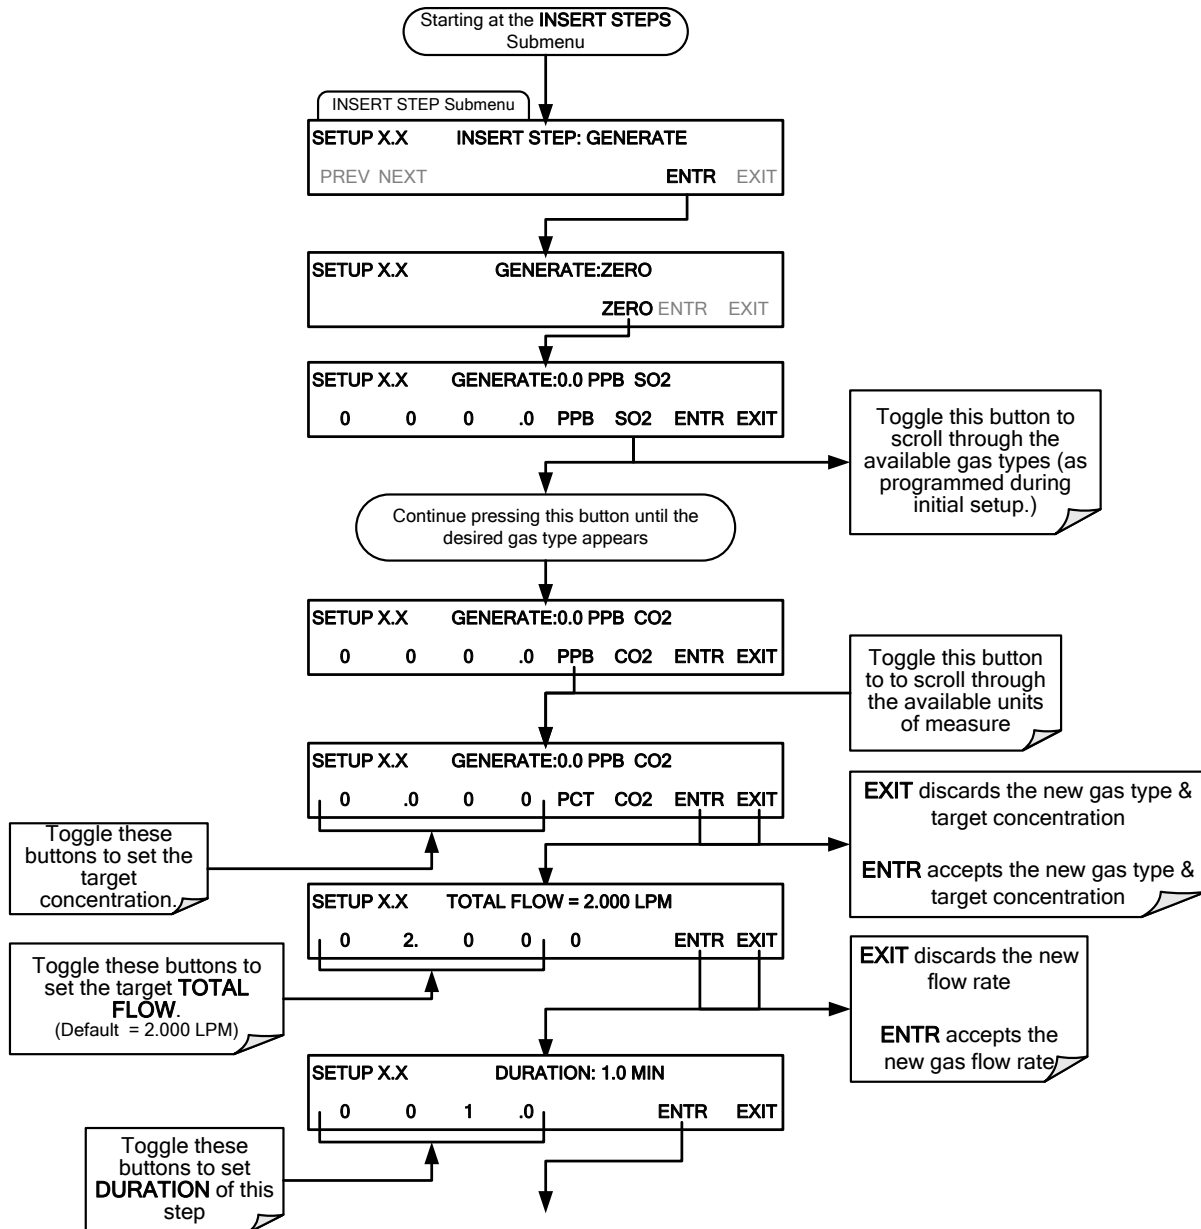 Starting at the INSERT STEPS
Submenu
INSERT STEP Submenu
SETUP X.X INSERT STEP: GENERATE
PREV NEXT ENTR EXIT
SETUP X.X GENERATE:ZERO
ZERO ENTR EXIT
SETUP X.X GENERATE:0.0 PPB SO2
0 0 0 .0 PPB SO2 ENTR EXIT
Toggle this button to
scroll through the
available gas types (as
programmed during
initial setup.)
Continue pressing this button until the
desired gas type appears
SETUP X.X GENERATE:0.0 PPB CO2
0 0 0 .0 PPB CO2 ENTR EXIT
Toggle this button
to to scroll through
the available units
of measure
SETUP X.X GENERATE:0.0 PPB CO2
0 .0 0 0 PCT CO2 ENTR EXIT
EXIT discards the new gas type &
target concentration
ENTR accepts the new gas type &
target concentration
Toggle these
buttons to set the
target
concentration.
SETUP X.X TOTAL FLOW = 2.000 LPM
0 2. 0 0 0 ENTR EXIT
Toggle these buttons to
set the target TOTAL
FLOW.
(Default = 2.000 LPM)
EXIT discards the new
flow rate
ENTR accepts the
new gas flow rate
SETUP X.X DURATION: 1.0 MIN
0 0 1 .0 ENTR EXIT
Toggle these
buttons to set
DURATION of this
step